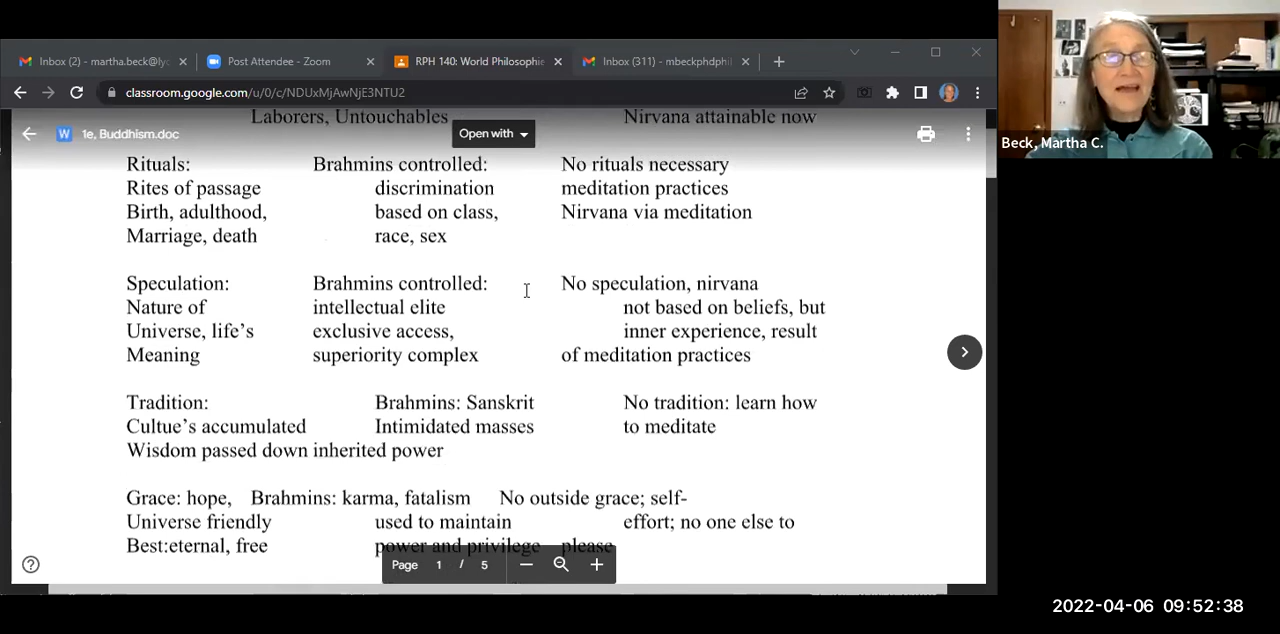 Inbox (2) - martha.beck@lyo
Post Attendee - Zoom
RPH 140: World Philosophie
Inbox (311) - mbeckphdphil
classroom.google.com/u/0/c/NDUxMjAwNjE3NTU2
W 1e, Buddhism.doc
Open with
Beck, Martha C.
Laborers, Untouchables Nirvana attainable now
Rituals: Brahmins controlled: No rituals necessary
Rites of passage discrimination meditation practices
Birth, adulthood, based on class, Nirvana via meditation
Marriage, death race, sex
Speculation: Brahmins controlled: No speculation, nirvana
Nature of intellectual elite not based on beliefs, but
Universe, life's exclusive access, inner experience, result
Meaning superiority complex of meditation practices
Tradition: Brahmins: Sanskrit No tradition: learn how
Cultue's accumulated Intimidated masses to meditate
Wisdom passed down inherited power
Grace: hope, Brahmins: karma, fatalism No outside grace; self-
Universe friendly used to maintain effort; no one else to
Best:eternal, free power and privilege please
Page 1 / 5
2022-04-06 09:52:38